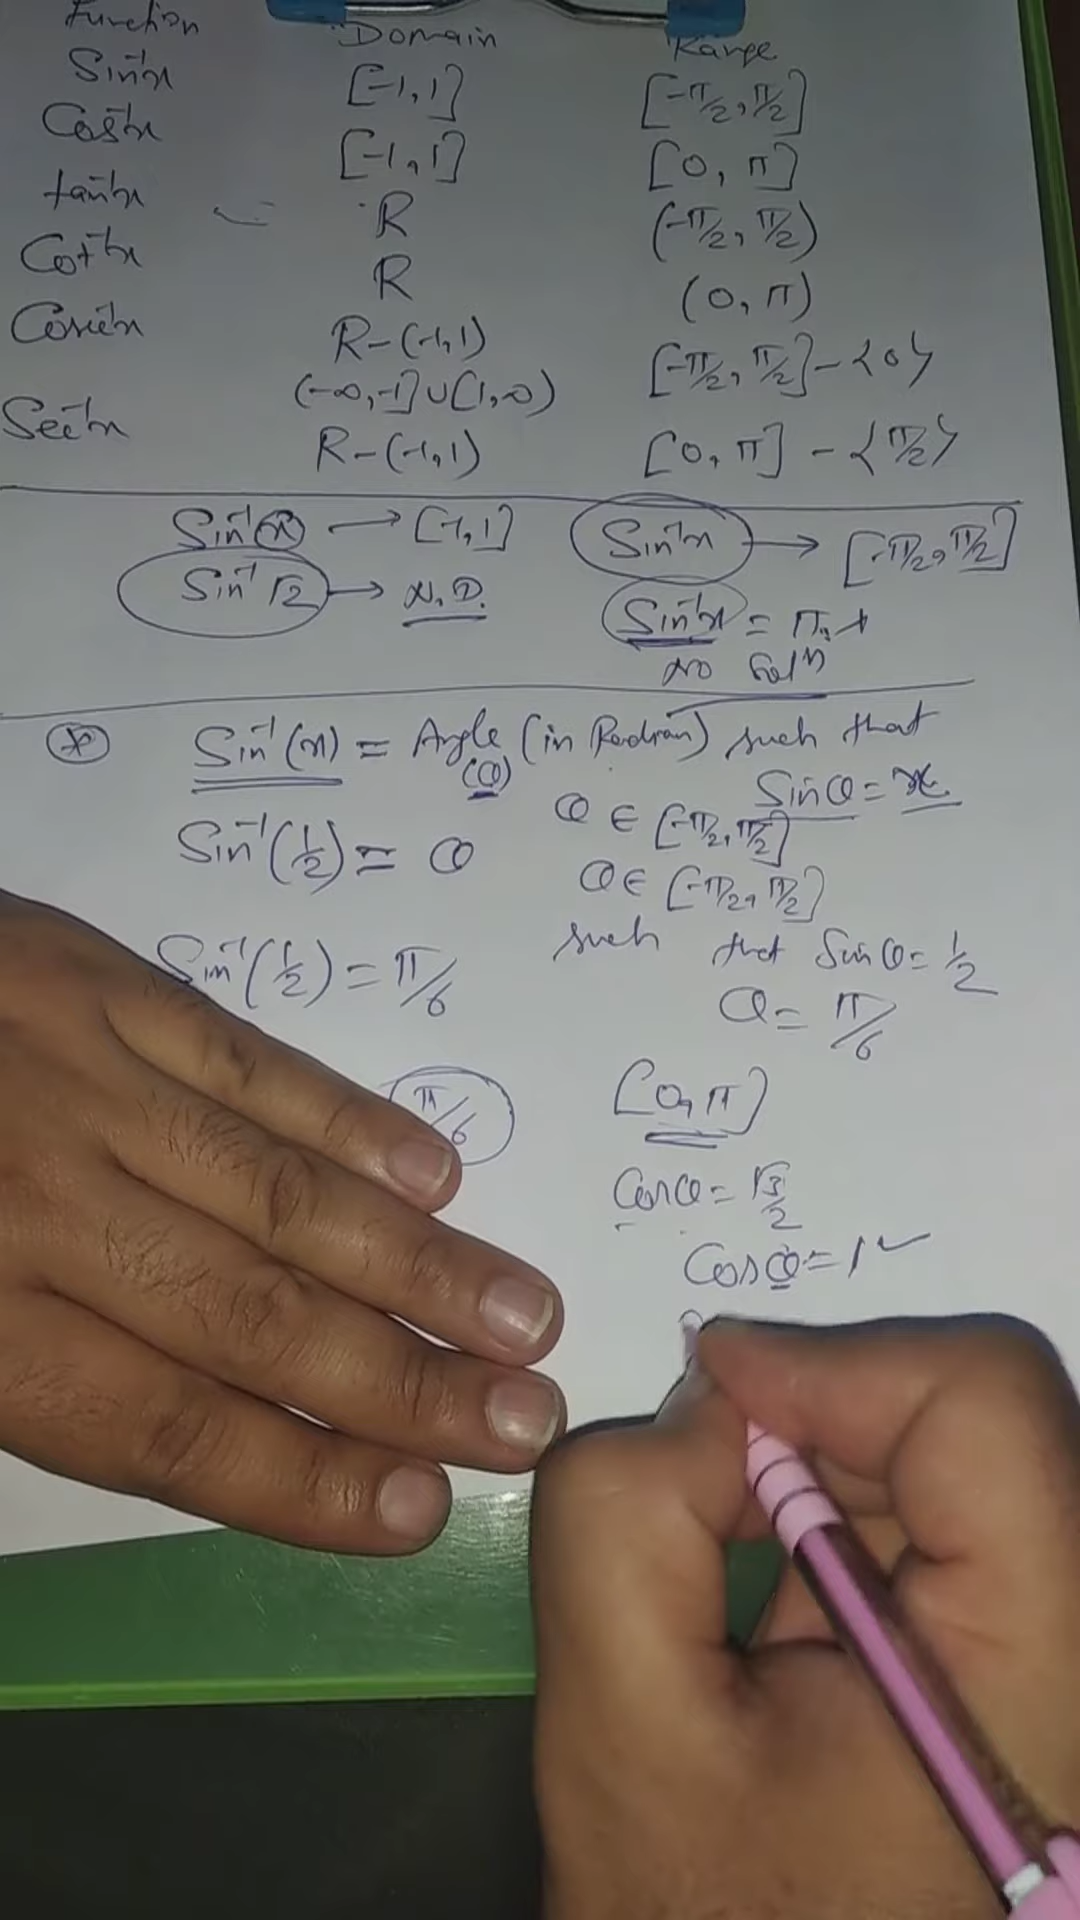 Function Domain Range
Sin⁻¹x [-1,1] [-π/2, π/2]
Cos⁻¹x [-1,1] [0, π]
tan⁻¹x R (-π/2, π/2)
Cot⁻¹x R (0, π)
Cosec⁻¹x R-(-1,1) [-π/2, π/2]-{0}
(-∞,-1]∪[1,∞)
Sec⁻¹x R-(-1,1) [0, π] - {π/2}
Sin⁻¹(x) → [-1,1] Sin⁻¹x → [-π/2, π/2]
Sin⁻¹√2 → N.D. Sin⁻¹x = π, x
no Solⁿ
* Sin⁻¹(x) = Angle (in Radian) such that
(θ) Sinθ = x
θ ∈ [-π/2, π/2]
Sin⁻¹(1/2) = θ θ ∈ [-π/2, π/2]
such that Sinθ = 1/2
Sin⁻¹(1/2) = π/6 θ = π/6
π/6 [0, π]
Cosθ = √3/2
Cosθ = 1 ✓